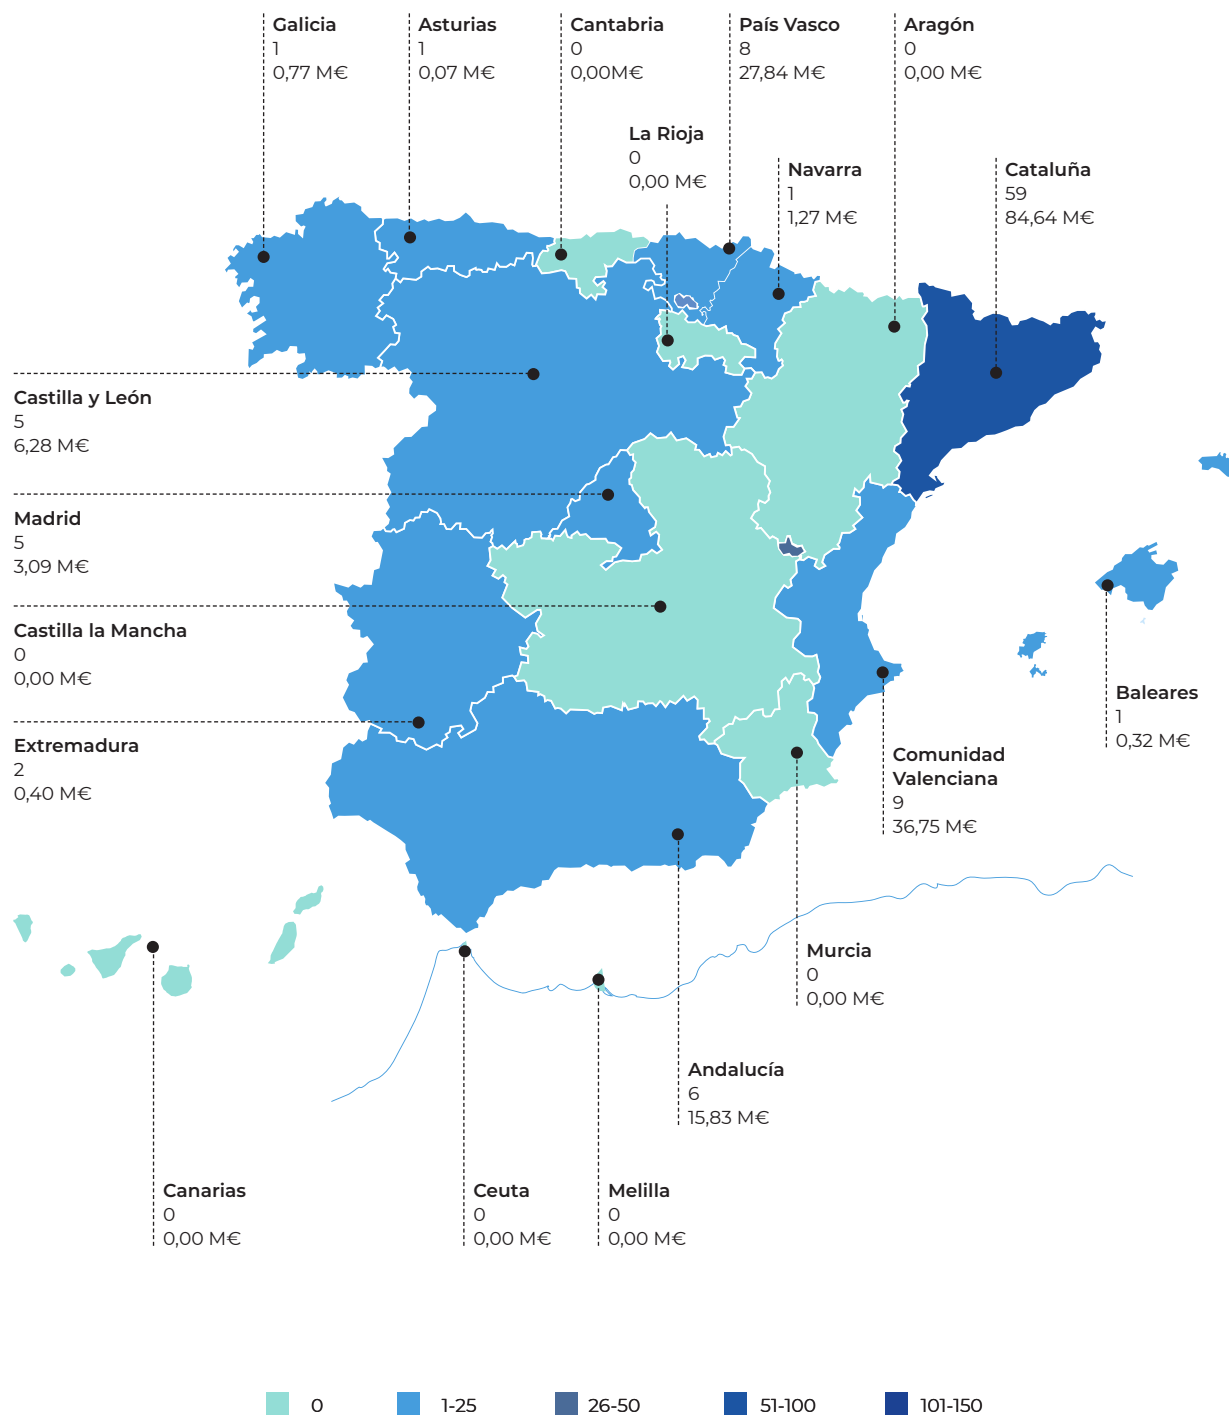 Galicia
1
0,77 M€
Asturias
1
0,07 M€
Cantabria
0
0,00M€
País Vasco
8
27,84 M€
Aragón
0
0,00 M€
La Rioja
0
0,00 M€
Navarra
1
1,27 M€
Cataluña
59
84,64 M€
Castilla y León
5
6,28 M€
Madrid
5
3,09 M€
Castilla la Mancha
0
0,00 M€
Extremadura
2
0,40 M€
Baleares
1
0,32 M€
Comunidad
Valenciana
9
36,75 M€
Murcia
0
0,00 M€
Andalucía
6
15,83 M€
Canarias
0
0,00 M€
Ceuta
0
0,00 M€
Melilla
0
0,00 M€
0
1-25
26-50
51-100
101-150